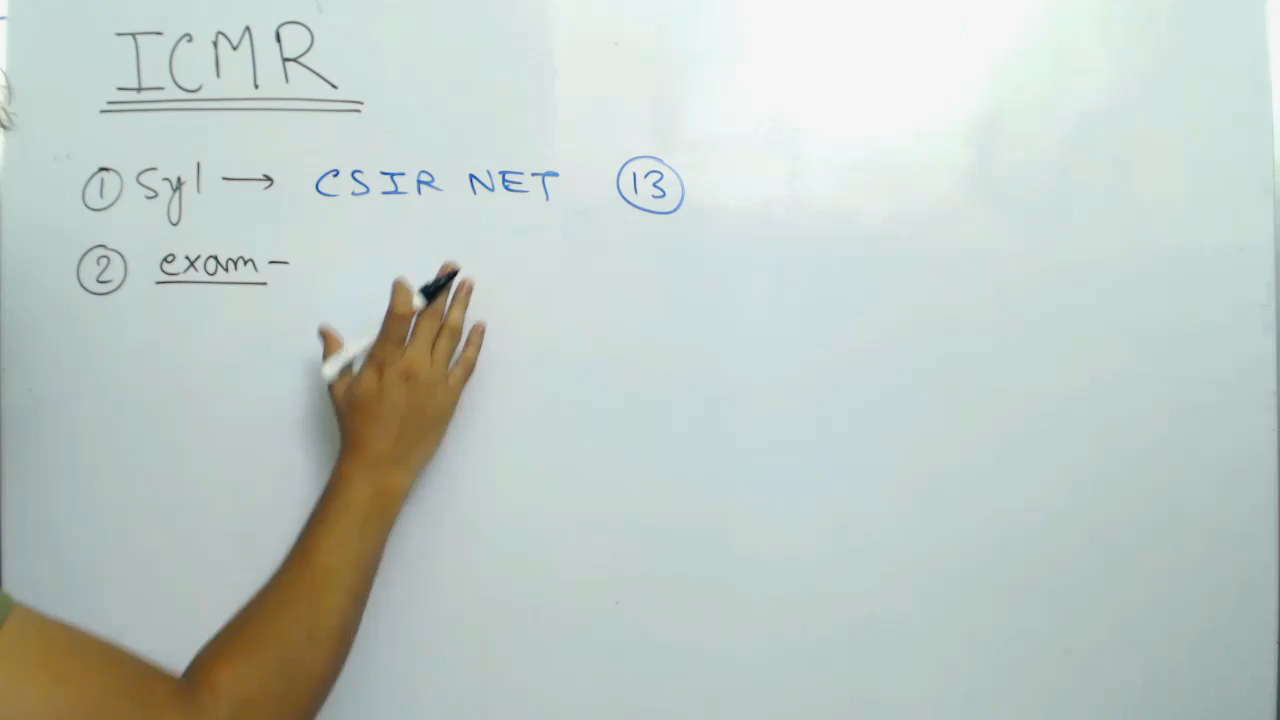 ICMR
① Syl → CSIR NET ⑬
② exam -